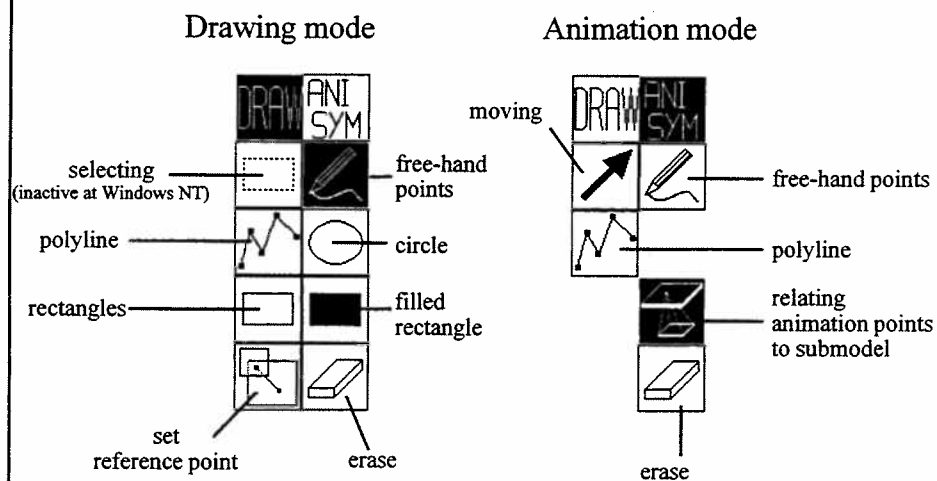 Drawing mode
DRAW
ANI
SYM
selecting
(inactive at Windows NT)
free-hand
points
polyline
circle
rectangles
filled
rectangle
set
reference point
erase
Animation mode
moving
DRAW
ANI
SYM
free-hand points
polyline
relating
animation points
to submodel
erase